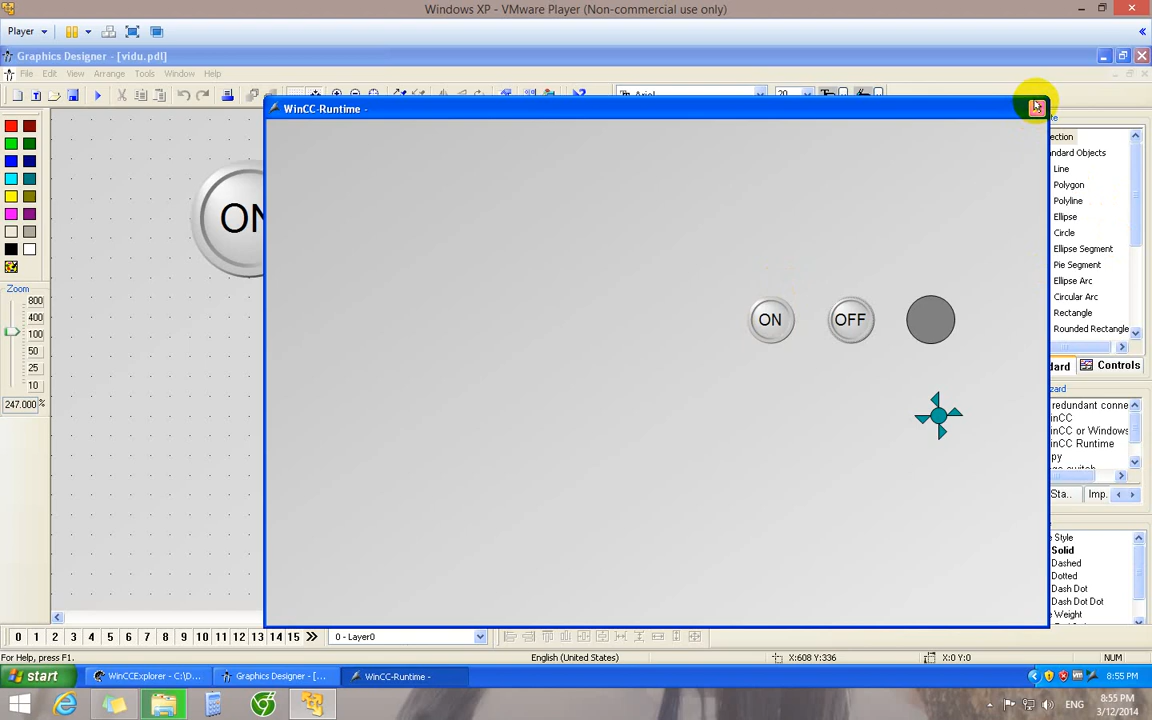 Windows XP - VMware Player (Non-commercial use only)
Player
Graphics Designer - [vidu.pdl]
File Edit View Arrange Tools Window Help
Arial
20
WinCC-Runtime -
ON
ON
OFF
Zoom
800
400
200
100
50
25
10
247.000 %
ection
ndard Objects
Line
Polygon
Polyline
Ellipse
Circle
Ellipse Segment
Pie Segment
Ellipse Arc
Circular Arc
Rectangle
Rounded Rectangle
dard Controls
zard
redundant conne
inCC
inCC or Windows
inCC Runtime
py
Sta.. Imp.
e Style
Solid
Dashed
Dotted
Dash Dot
Dash Dot Dot
e Weight
0 1 2 3 4 5 6 7 8 9 10 11 12 13 14 15
0 - Layer0
For Help, press F1.
English (United States)
X:608 Y:336
X:0 Y:0
NUM
start
WinCCExplorer - C:\D...
Graphics Designer - [...
WinCC-Runtime -
8:55 PM
ENG
8:55 PM
3/12/2014